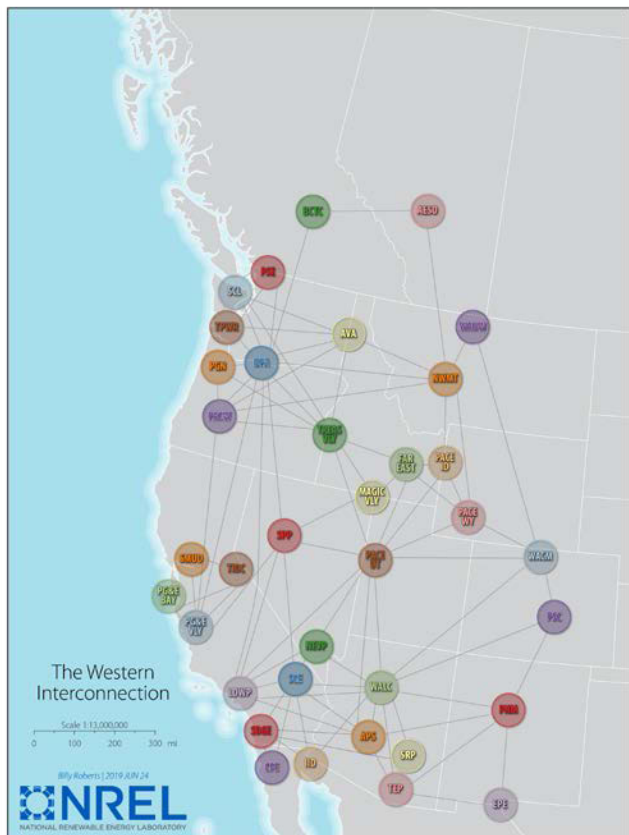 BCTC
AESO
PSE
SCL
TPWR
AVA
PGN
BPA
NWMT
TREAS
VLY
FAR
EAST
PACE
ID
MAGIC
VLY
PACE
WY
SPP
PACE
UT
WACM
SMUD
TIDC
PG&E
BAY
PG&E
VLY
PSC
NEVP
SCE
WALC
LDWP
PNM
SDGE
APS
SRP
CFE
IID
TEP
EPE
The Western
Interconnection
Scale 1:13,000,000
0 100 200 300 mi
Billy Roberts | 2019 JUN 24
NREL
NATIONAL RENEWABLE ENERGY LABORATORY